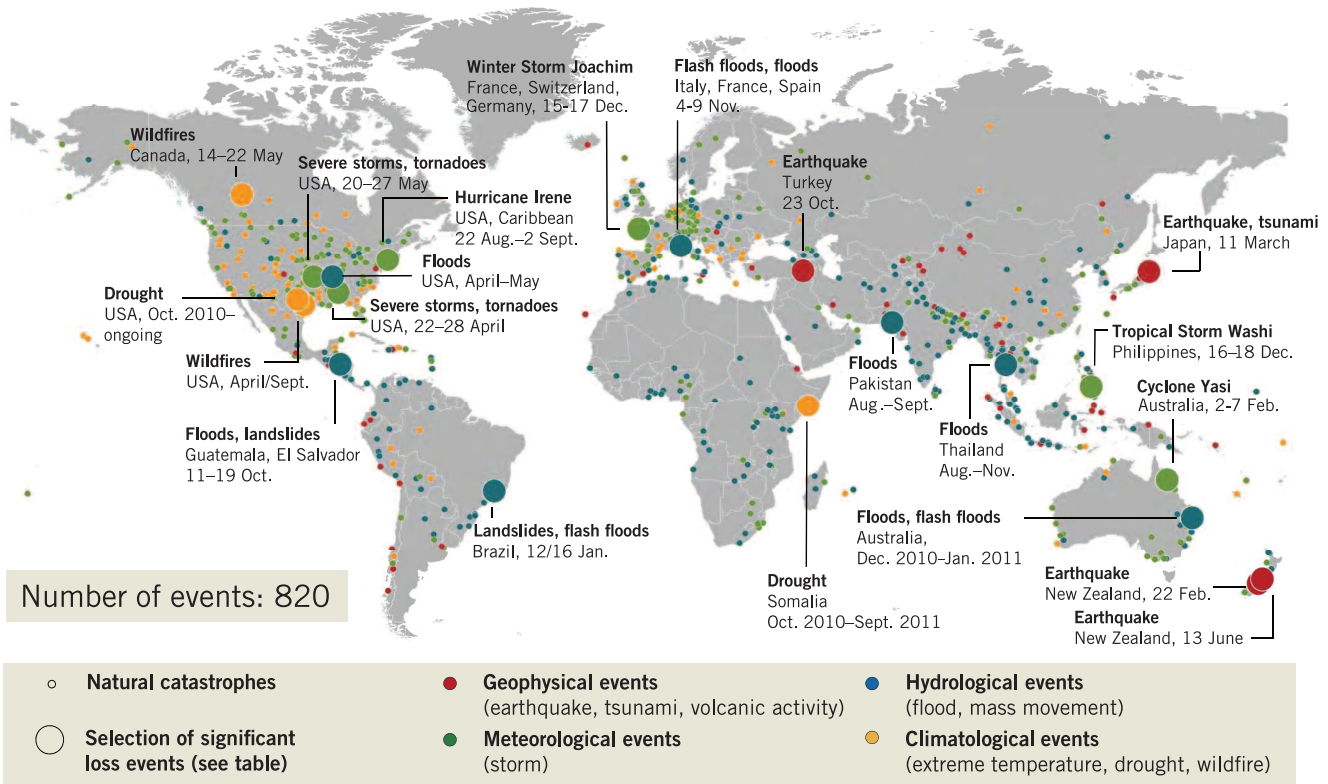 Winter Storm Joachim
France, Switzerland,
Germany, 15-17 Dec.
Flash floods, floods
Italy, France, Spain
4-9 Nov.
Wildfires
Canada, 14–22 May
Severe storms, tornadoes
USA, 20–27 May
Hurricane Irene
USA, Caribbean
22 Aug.–2 Sept.
Earthquake
Turkey
23 Oct.
Earthquake, tsunami
Japan, 11 March
Floods
USA, April–May
Drought
USA, Oct. 2010–
ongoing
Severe storms, tornadoes
USA, 22–28 April
Wildfires
USA, April/Sept.
Floods
Pakistan
Aug.–Sept.
Tropical Storm Washi
Philippines, 16–18 Dec.
Cyclone Yasi
Australia, 2-7 Feb.
Floods, landslides
Guatemala, El Salvador
11–19 Oct.
Floods
Thailand
Aug.–Nov.
Landslides, flash floods
Brazil, 12/16 Jan.
Floods, flash floods
Australia,
Dec. 2010-Jan. 2011
Drought
Somalia
Oct. 2010–Sept. 2011
Earthquake
New Zealand, 22 Feb.
Earthquake
New Zealand, 13 June
Number of events: 820
Natural catastrophes
Selection of significant
loss events (see table)
Geophysical events
(earthquake, tsunami, volcanic activity)
Meteorological events
(storm)
Hydrological events
(flood, mass movement)
Climatological events
(extreme temperature, drought, wildfire)